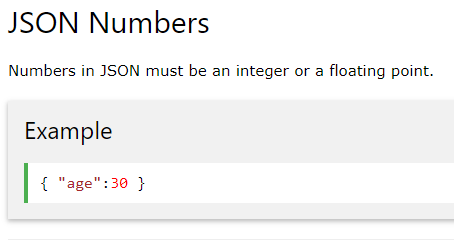 JSON Numbers
Numbers in JSON must be an integer or a floating point.
Example
{ "age":30 }